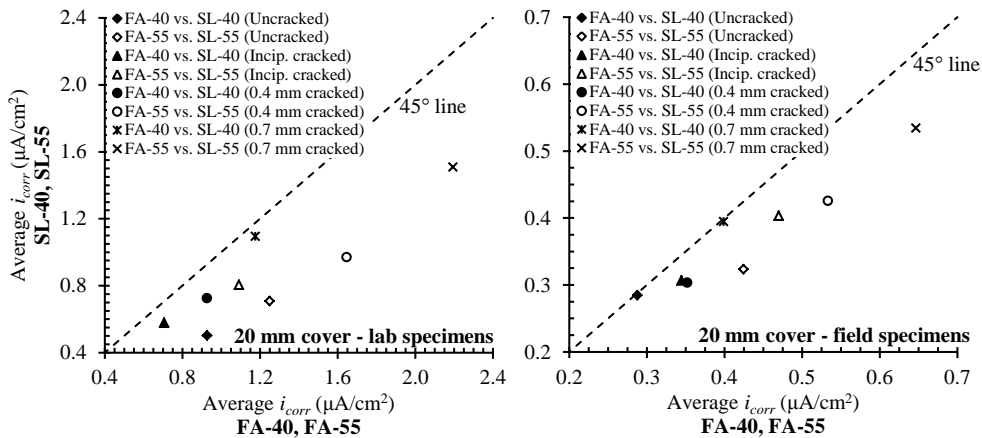 FA-40 vs. SL-40 (Uncracked)
FA-55 vs. SL-55 (Uncracked)
FA-40 vs. SL-40 (Incip. cracked)
FA-55 vs. SL-55 (Incip. cracked)
FA-40 vs. SL-40 (0.4 mm cracked)
FA-55 vs. SL-55 (0.4 mm cracked)
FA-40 vs. SL-40 (0.7 mm cracked)
FA-55 vs. SL-55 (0.7 mm cracked)
45° line
20 mm cover - lab specimens
2.4
2.0
1.6
1.2
0.8
0.4
0.4 0.8 1.2 1.6 2.0 2.4
Average icorr (µA/cm²)
SL-40, SL-55
Average icorr (µA/cm²)
FA-40, FA-55
FA-40 vs. SL-40 (Uncracked)
FA-55 vs. SL-55 (Uncracked)
FA-40 vs. SL-40 (Incip. cracked)
FA-55 vs. SL-55 (Incip. cracked)
FA-40 vs. SL-40 (0.4 mm cracked)
FA-55 vs. SL-55 (0.4 mm cracked)
FA-40 vs. SL-40 (0.7 mm cracked)
FA-55 vs. SL-55 (0.7 mm cracked)
45° line
20 mm cover - field specimens
0.7
0.6
0.5
0.4
0.3
0.2
0.2 0.3 0.4 0.5 0.6 0.7
Average icorr (µA/cm²)
FA-40, FA-55